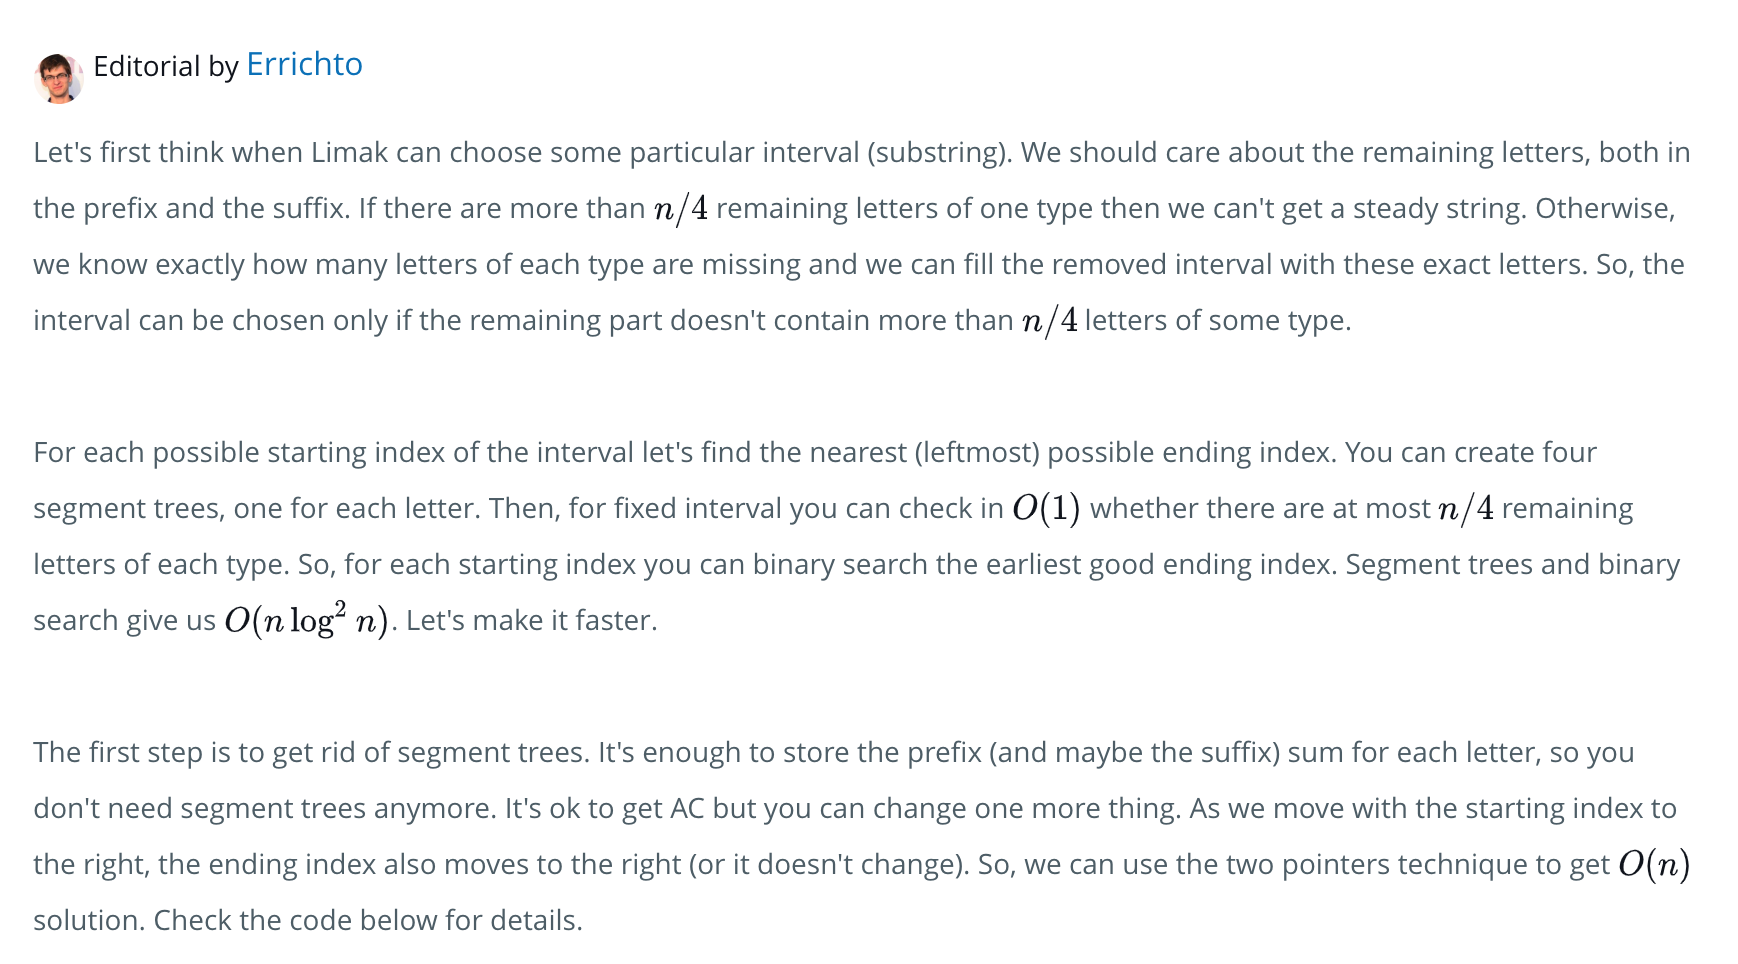 Editorial by Errichto
Let's first think when Limak can choose some particular interval (substring). We should care about the remaining letters, both in
the prefix and the suffix. If there are more than n/4 remaining letters of one type then we can't get a steady string. Otherwise,
we know exactly how many letters of each type are missing and we can fill the removed interval with these exact letters. So, the
interval can be chosen only if the remaining part doesn't contain more than n/4 letters of some type.
For each possible starting index of the interval let's find the nearest (leftmost) possible ending index. You can create four
segment trees, one for each letter. Then, for fixed interval you can check in O(1) whether there are at most n/4 remaining
letters of each type. So, for each starting index you can binary search the earliest good ending index. Segment trees and binary
search give us O(n log² n). Let's make it faster.
The first step is to get rid of segment trees. It's enough to store the prefix (and maybe the suffix) sum for each letter, so you
don't need segment trees anymore. It's ok to get AC but you can change one more thing. As we move with the starting index to
the right, the ending index also moves to the right (or it doesn't change). So, we can use the two pointers technique to get O(n)
solution. Check the code below for details.